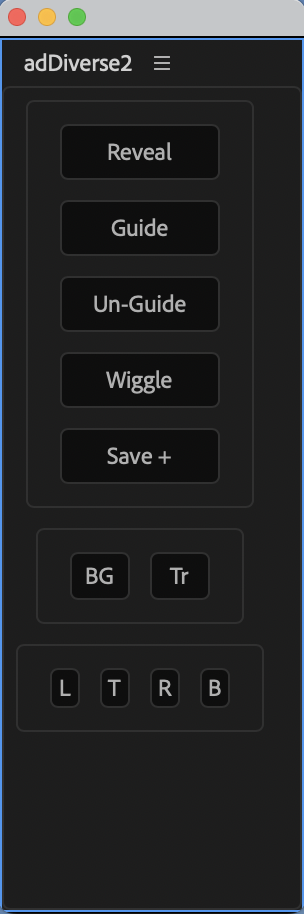 adDiverse2
Reveal
Guide
Un-Guide
Wiggle
Save +
BG Tr
L T R B